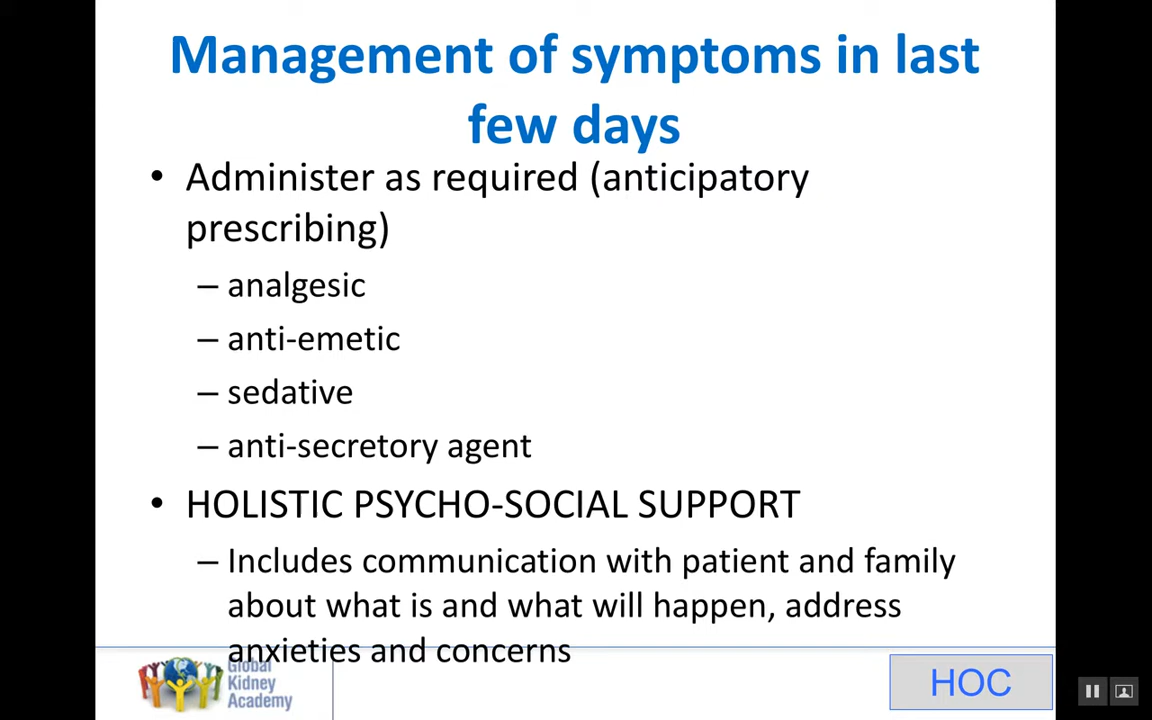 Management of symptoms in last
few days
• Administer as required (anticipatory
prescribing)
– analgesic
– anti-emetic
– sedative
– anti-secretory agent
• HOLISTIC PSYCHO-SOCIAL SUPPORT
– Includes communication with patient and family
about what is and what will happen, address
anxieties and concerns
Global
Kidney
Academy
HOC